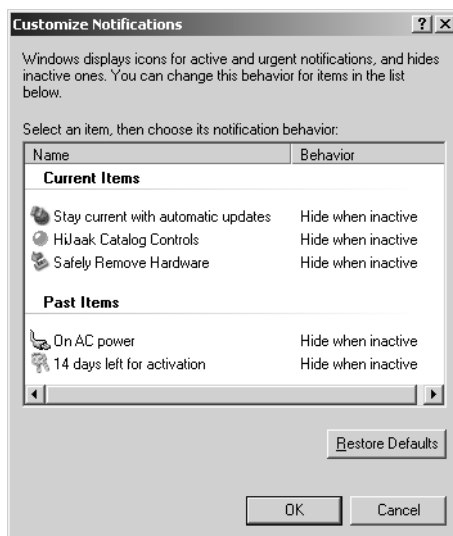 Customize Notifications
Windows displays icons for active and urgent notifications, and hides
inactive ones. You can change this behavior for items in the list
below.
Select an item, then choose its notification behavior:
Name Behavior
Current Items
Stay current with automatic updates Hide when inactive
HiJaak Catalog Controls Hide when inactive
Safely Remove Hardware Hide when inactive
Past Items
On AC power Hide when inactive
14 days left for activation Hide when inactive
Restore Defaults
OK Cancel